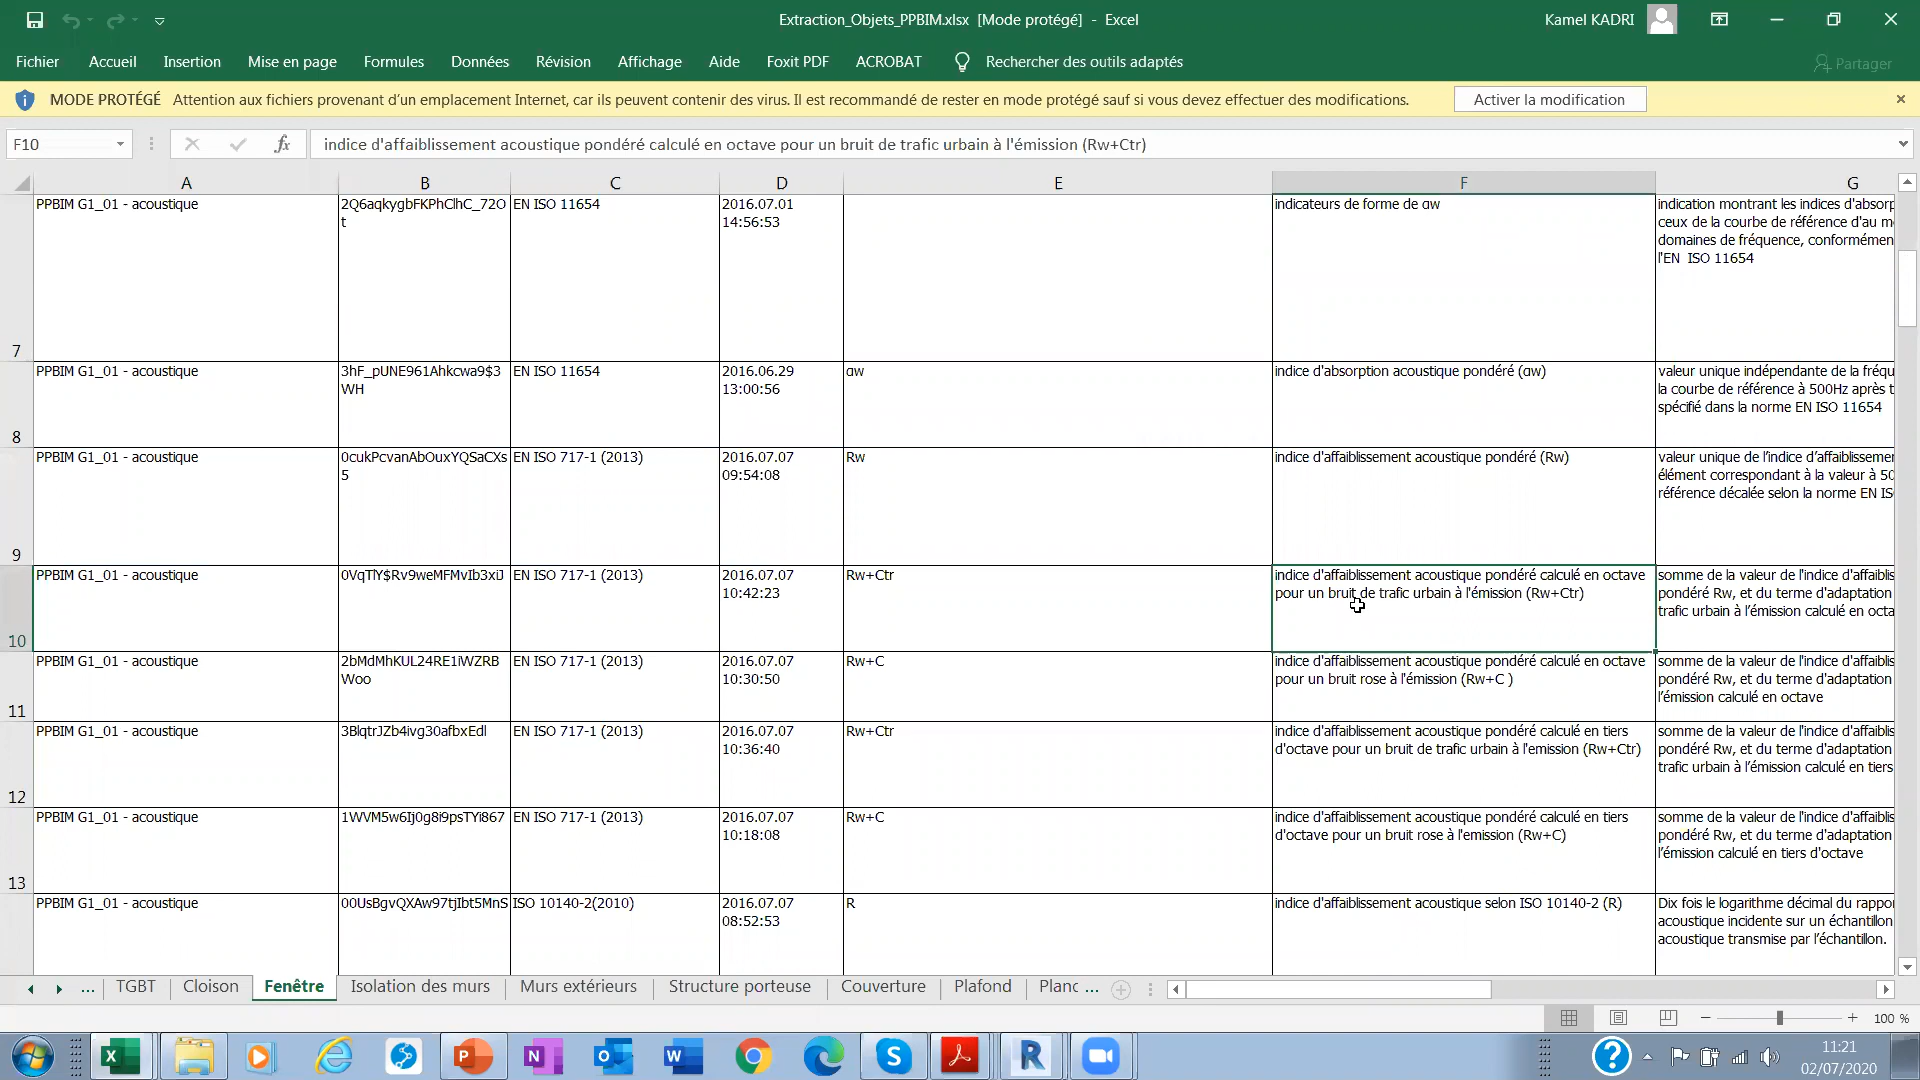 Extraction_Objets_PPBIM.xlsx [Mode protégé] - Excel
Kamel KADRI
Fichier Accueil Insertion Mise en page Formules Données Révision Affichage Aide Foxit PDF ACROBAT Rechercher des outils adaptés Partager
MODE PROTÉGÉ Attention aux fichiers provenant d’un emplacement Internet, car ils peuvent contenir des virus. Il est recommandé de rester en mode protégé sauf si vous devez effectuer des modifications. Activer la modification
F10 fx indice d'affaiblissement acoustique pondéré calculé en octave pour un bruit de trafic urbain à l'émission (Rw+Ctr)
A B C D E F G
PPBIM G1_01 - acoustique
2Q6aqkygbFKPhClhC_72O
t
EN ISO 11654
2016.07.01
14:56:53
indicateurs de forme de αw
indication montrant les indices d'absorp
ceux de la courbe de référence d'au m
domaines de fréquence, conformémen
l'EN ISO 11654
7
PPBIM G1_01 - acoustique
3hF_pUNE961Ahkcwa9$3
WH
EN ISO 11654
2016.06.29
13:00:56
αw
indice d'absorption acoustique pondéré (αw)
valeur unique indépendante de la fréqu
la courbe de référence à 500Hz après t
spécifié dans la norme EN ISO 11654
8
PPBIM G1_01 - acoustique
0cukPcvanAbOuxYQSaCXs
5
EN ISO 717-1 (2013)
2016.07.07
09:54:08
Rw
indice d'affaiblissement acoustique pondéré (Rw)
valeur unique de l’indice d’affaiblissemen
élément correspondant à la valeur à 50
référence décalée selon la norme EN IS
9
PPBIM G1_01 - acoustique
0VqTlY$Rv9weMFMvIb3xiJ
EN ISO 717-1 (2013)
2016.07.07
10:42:23
Rw+Ctr
indice d'affaiblissement acoustique pondéré calculé en octave
pour un bruit de trafic urbain à l'émission (Rw+Ctr)
somme de la valeur de l'indice d'affaiblis
pondéré Rw, et du terme d'adaptation
trafic urbain à l’émission calculé en octa
10
PPBIM G1_01 - acoustique
2bMdMhKUL24RE1iWZRB
Woo
EN ISO 717-1 (2013)
2016.07.07
10:30:50
Rw+C
indice d'affaiblissement acoustique pondéré calculé en octave
pour un bruit rose à l'émission (Rw+C )
somme de la valeur de l'indice d'affaiblis
pondéré Rw, et du terme d'adaptation
l’émission calculé en octave
11
PPBIM G1_01 - acoustique
3BlqtrJZb4ivg30afbxEdl
EN ISO 717-1 (2013)
2016.07.07
10:36:40
Rw+Ctr
indice d'affaiblissement acoustique pondéré calculé en tiers
d'octave pour un bruit de trafic urbain à l'emission (Rw+Ctr)
somme de la valeur de l'indice d'affaiblis
pondéré Rw, et du terme d'adaptation
trafic urbain à l’émission calculé en tiers
12
PPBIM G1_01 - acoustique
1WVM5w6Ij0g8i9psTYi867
EN ISO 717-1 (2013)
2016.07.07
10:18:08
Rw+C
indice d'affaiblissement acoustique pondéré calculé en tiers
d'octave pour un bruit rose à l'emission (Rw+C)
somme de la valeur de l'indice d'affaiblis
pondéré Rw, et du terme d'adaptation
l’émission calculé en tiers d'octave
13
PPBIM G1_01 - acoustique
00UsBgvQXAw97tjIbt5MnS
ISO 10140-2(2010)
2016.07.07
08:52:53
R
indice d'affaiblissement acoustique selon ISO 10140-2 (R)
Dix fois le logarithme décimal du rappor
acoustique incidente sur un échantillon
acoustique transmise par l’échantillon.
... TGBT Cloison Fenêtre Isolation des murs Murs extérieurs Structure porteuse Couverture Plafond Planc ...
100 %
11:21
02/07/2020